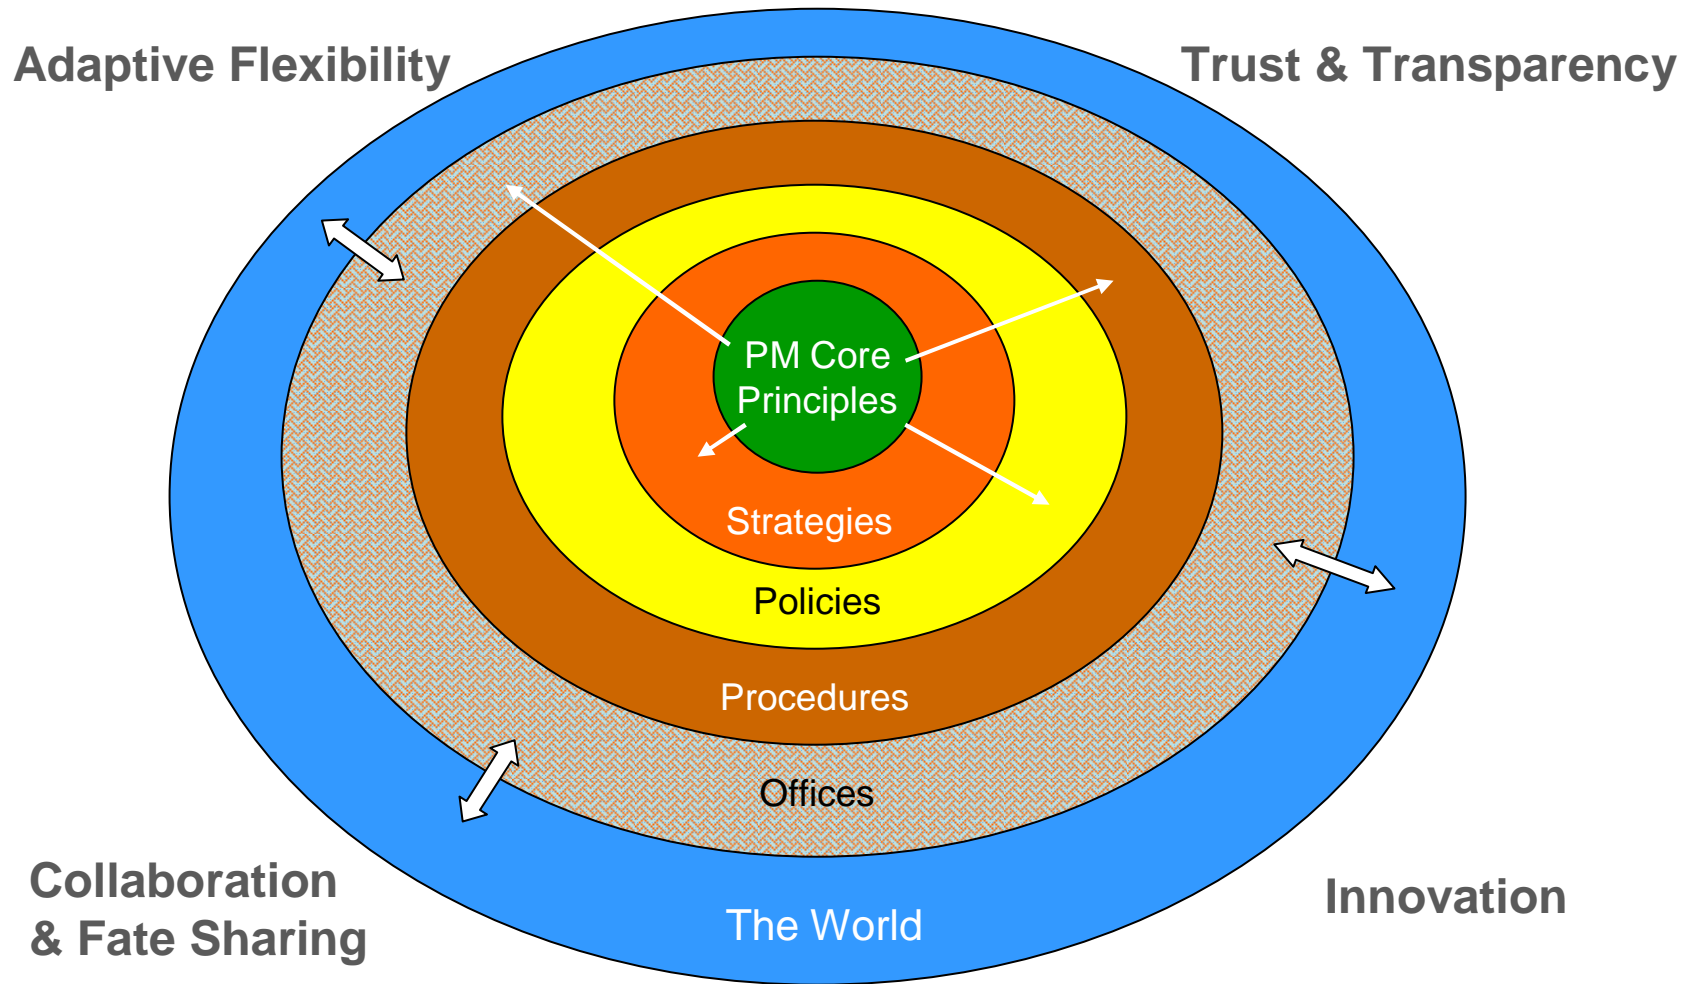 Adaptive Flexibility
Trust & Transparency
PM Core
Principles
Strategies
Policies
Procedures
Offices
The World
Collaboration
& Fate Sharing
Innovation